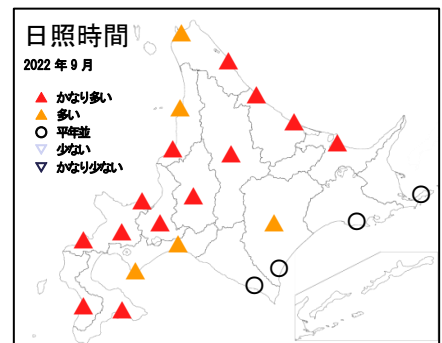 日照時間
2022 年 9 月
かなり多い
多い
平年並
少ない
かなり少ない